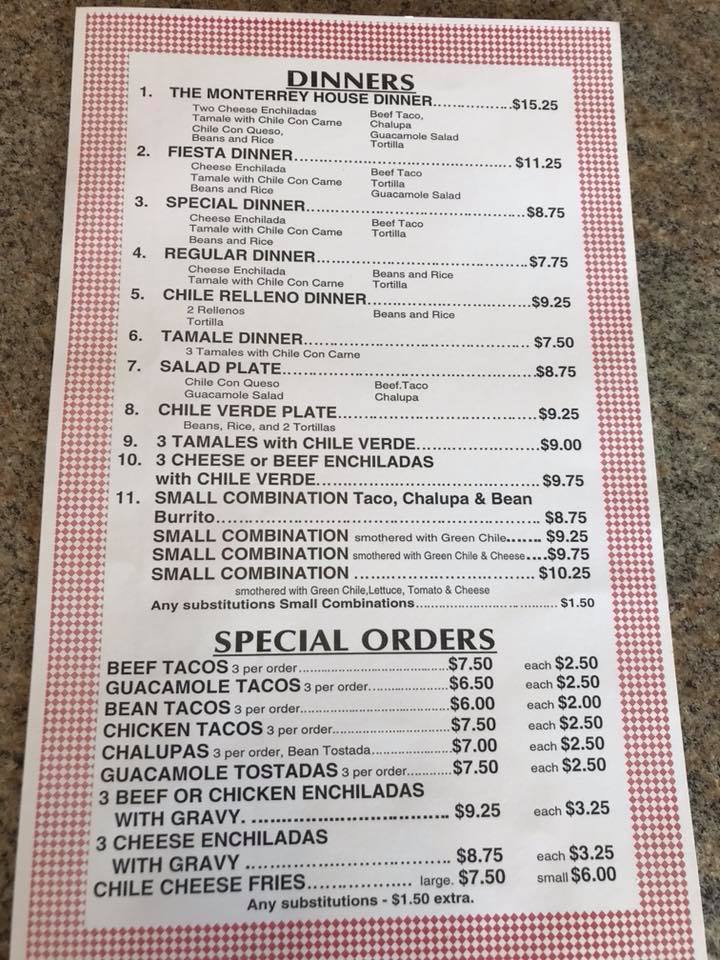 DINNERS
1. THE MONTERREY HOUSE DINNER................$15.25
Two Cheese Enchiladas Beef Taco,
Tamale with Chile Con Carne Chalupa
Chile Con Queso, Guacamole Salad
Beans and Rice Tortilla
2. FIESTA DINNER................................................$11.25
Cheese Enchilada Beef Taco
Tamale with Chile Con Came Tortilla
Beans and Rice Guacamole Salad
3. SPECIAL DINNER................................................$8.75
Cheese Enchilada Beef Taco
Tamale with Chile Con Came Tortilla
Beans and Rice
4. REGULAR DINNER................................................$7.75
Cheese Enchilada Beans and Rice
Tamale with Chile Con Came Tortilla
5. CHILE RELLENO DINNER....................................$9.25
2 Rellenos Beans and Rice
Tortilla
6. TAMALE DINNER................................................ $7.50
3 Tamales with Chile Con Came
7. SALAD PLATE......................................................$8.75
Chile Con Queso Beef.Taco
Guacamole Salad Chalupa
8. CHILE VERDE PLATE..........................................$9.25
Beans, Rice, and 2 Tortillas
9. 3 TAMALES with CHILE VERDE..........................$9.00
10. 3 CHEESE or BEEF ENCHILADAS
with CHILE VERDE................................................$9.75
11. SMALL COMBINATION Taco, Chalupa & Bean
Burrito................................................................ $8.75
SMALL COMBINATION smothered with Green Chile....... $9.25
SMALL COMBINATION smothered with Green Chile & Cheese....$9.75
SMALL COMBINATION ...................................... $10.25
smothered with Green Chile,Lettuce, Tomato & Cheese
Any substitutions Small Combinations................................ $1.50
SPECIAL ORDERS
BEEF TACOS 3 per order....................................$7.50 each $2.50
GUACAMOLE TACOS 3 per order....................$6.50 each $2.50
BEAN TACOS 3 per order....................................$6.00 each $2.00
CHICKEN TACOS 3 per order............................$7.50 each $2.50
CHALUPAS 3 per order, Bean Tostada....................$7.00 each $2.50
GUACAMOLE TOSTADAS 3 per order............$7.50 each $2.50
3 BEEF OR CHICKEN ENCHILADAS
WITH GRAVY. .................................... $9.25 each $3.25
3 CHEESE ENCHILADAS
WITH GRAVY .................................... $8.75 each $3.25
CHILE CHEESE FRIES.................. large. $7.50 small $6.00
Any substitutions - $1.50 extra.